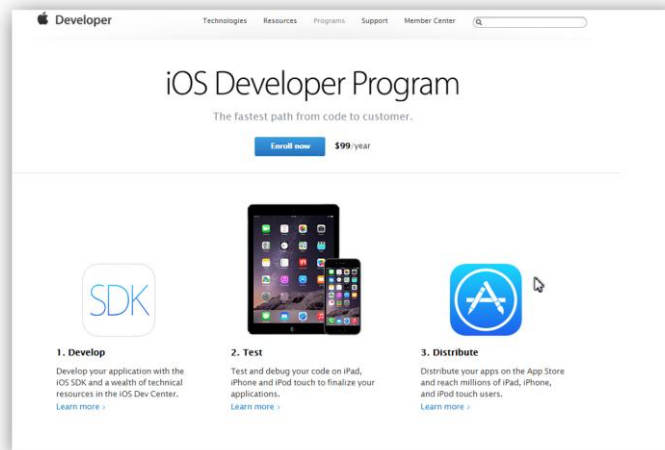 Developer
Technologies Resources Programs Support Member Center
iOS Developer Program
The fastest path from code to customer.
Enroll now $99/year
SDK
1. Develop
Develop your application with the
iOS SDK and a wealth of technical
resources in the iOS Dev Center.
Learn more ›
2. Test
Test and debug your code on iPad,
iPhone and iPod touch to finalize your
applications.
Learn more ›
3. Distribute
Distribute your apps on the App Store
and reach millions of iPad, iPhone,
and iPod touch users.
Learn more ›